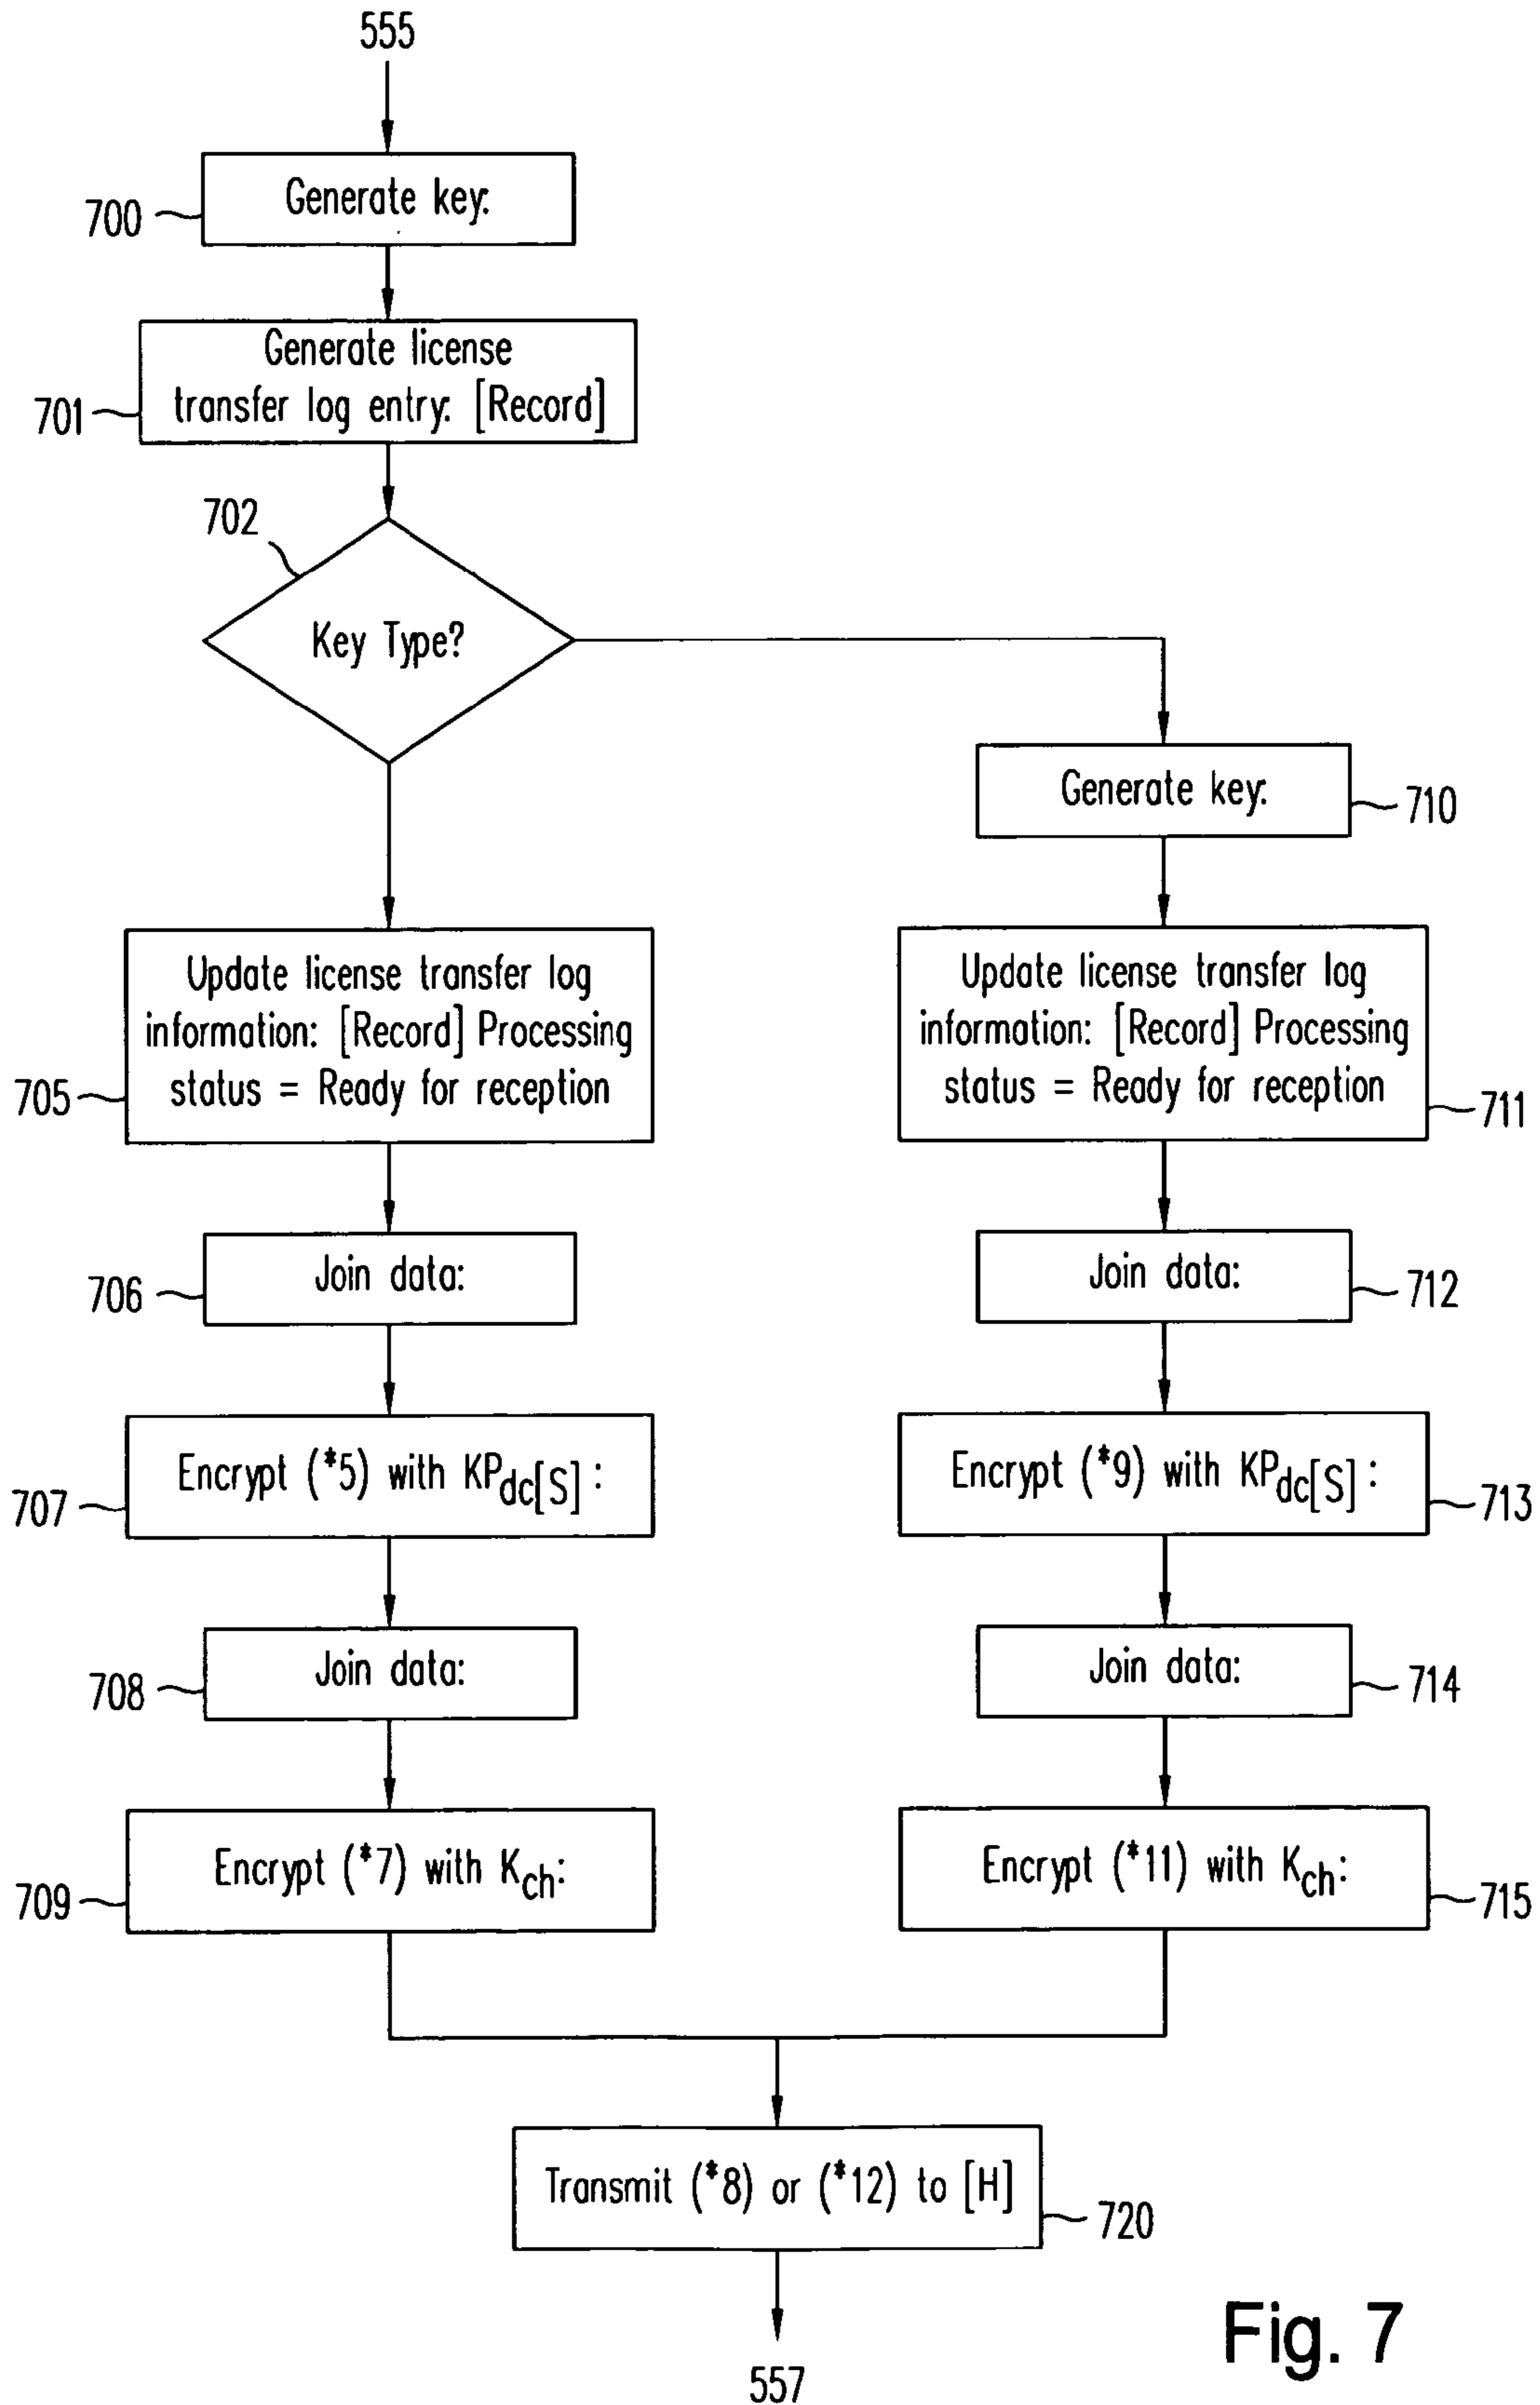 555
Generate key:
700
Generate license
transfer log entry: [Record]
701
702
Key Type?
Generate key:
710
Update license transfer log
information: [Record] Processing
status = Ready for reception
705
Update license transfer log
information: [Record] Processing
status = Ready for reception
711
Join data:
706
Join data:
712
Encrypt (*5) with KPdc[S] :
707
Encrypt (*9) with KPdc[S] :
713
Join data:
708
Join data:
714
Encrypt (*7) with Kch:
709
Encrypt (*11) with Kch:
715
Transmit (*8) or (*12) to [H]
720
557
Fig. 7